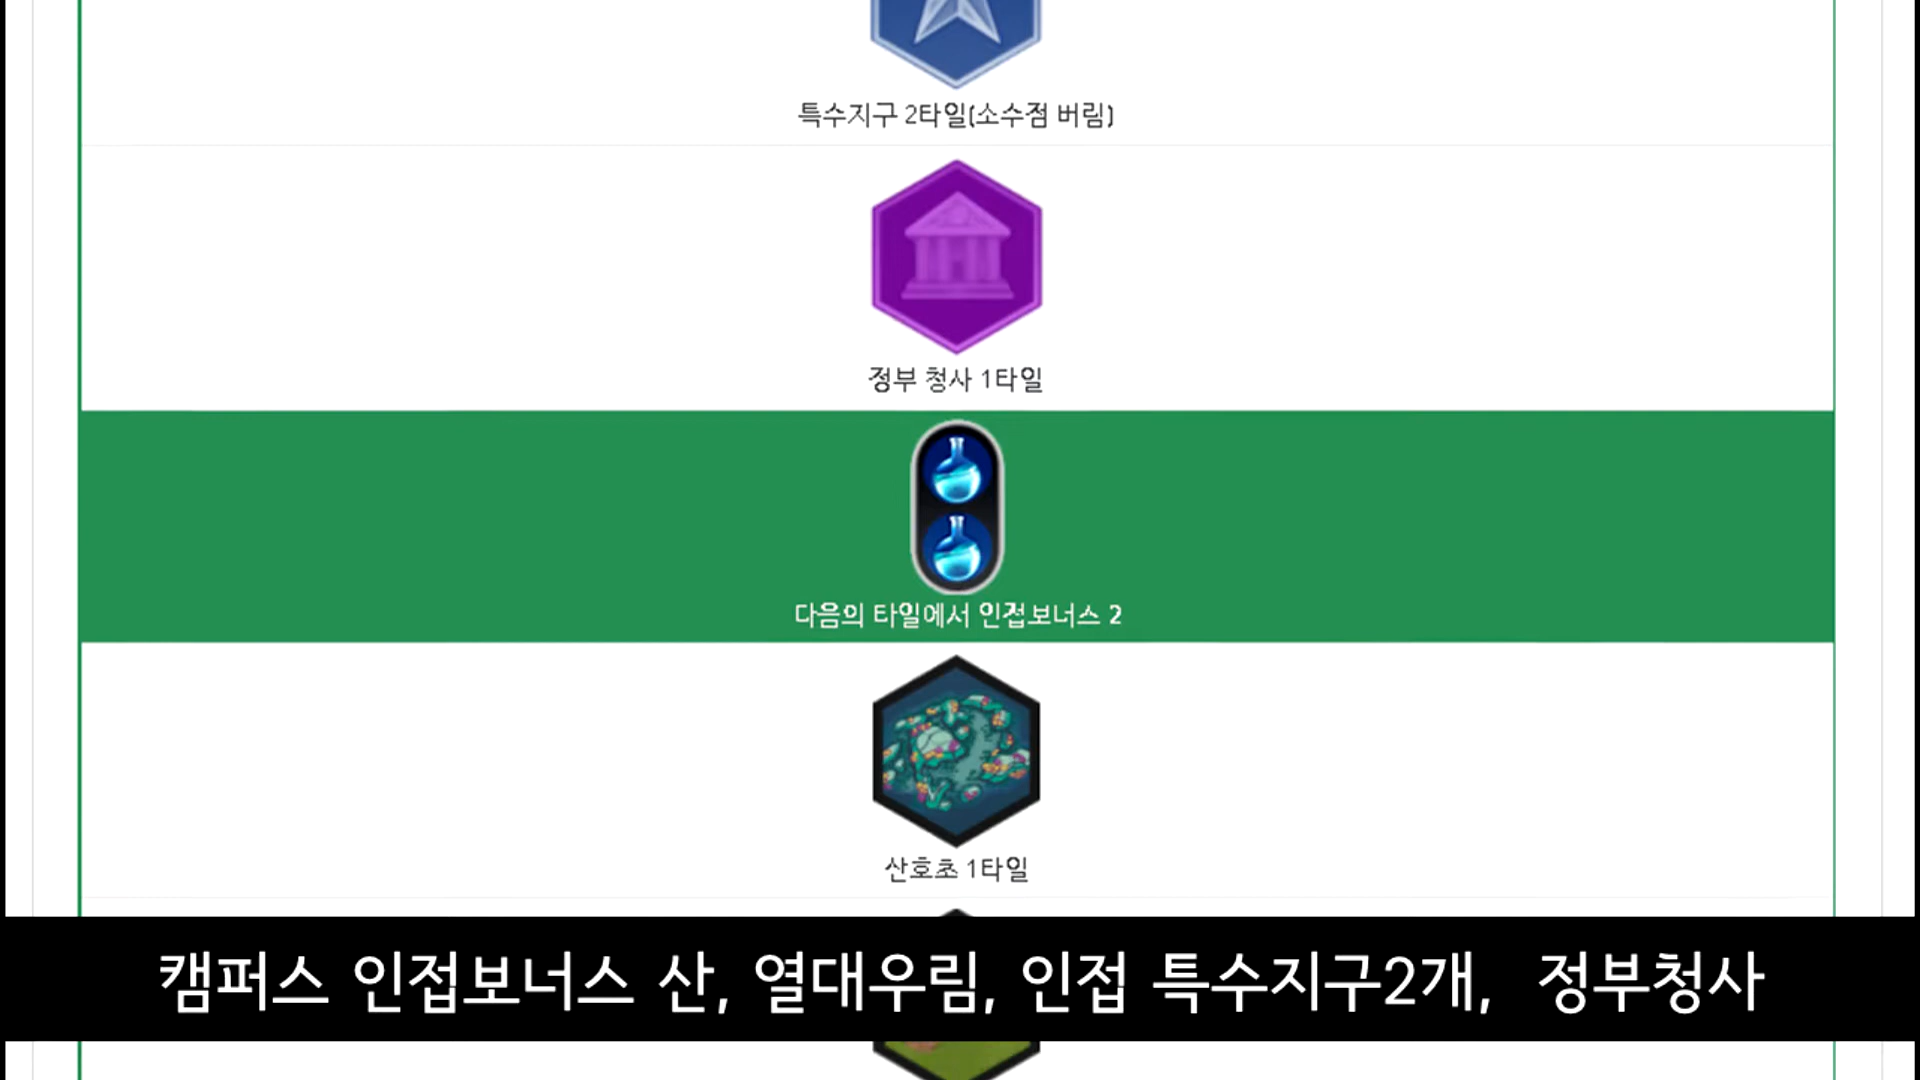 특수지구 2타일(소수점 버림)
정부 청사 1타일
다음의 타일에서 인접보너스 2
산호초 1타일
캠퍼스 인접보너스 산, 열대우림, 인접 특수지구2개, 정부청사